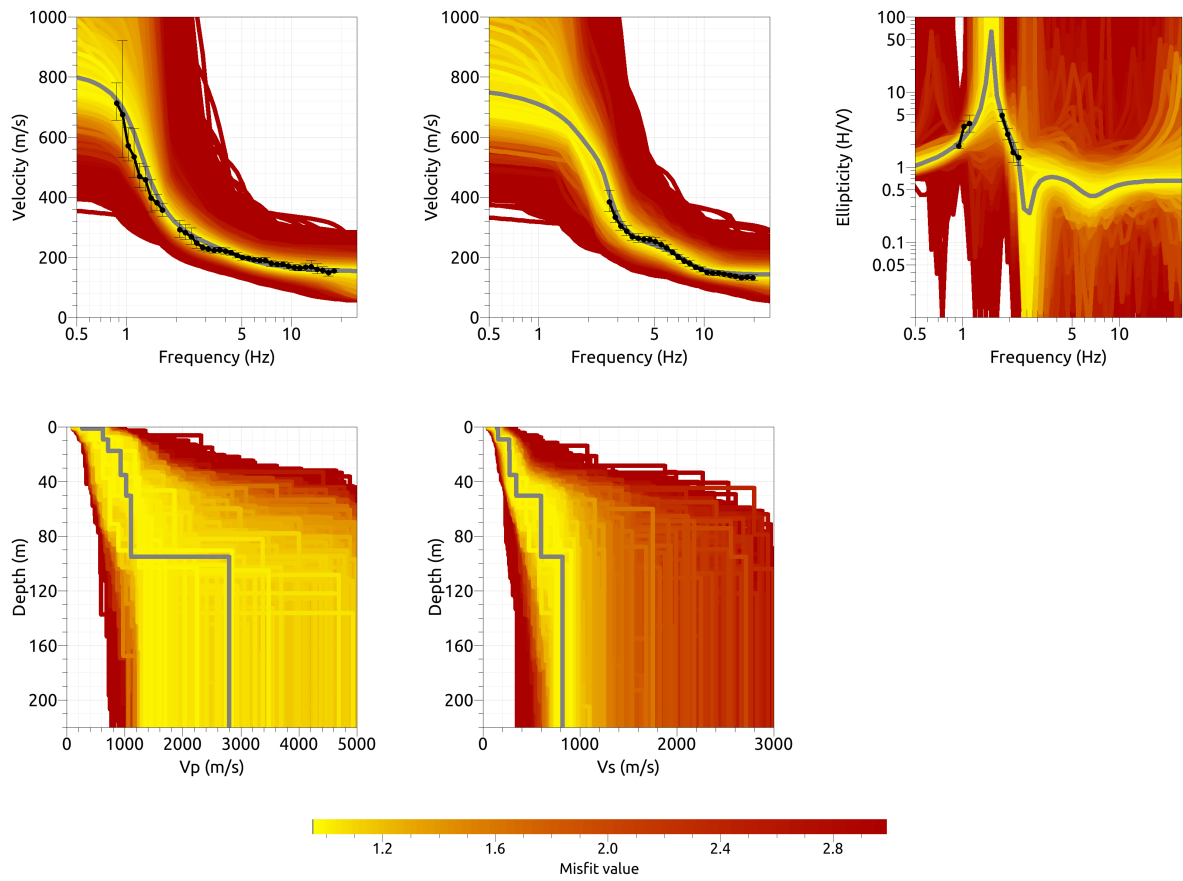 1000
800
600
400
200
0
0.5 1 5 10
Velocity (m/s)
Frequency (Hz)
1000
800
600
400
200
0
0.5 1 5 10
Velocity (m/s)
Frequency (Hz)
100
50
10
5
1
0.5
0.1
0.05
0.5 1 5 10
Ellipticity (H/V)
Frequency (Hz)
0
40
80
120
160
200
0 1000 2000 3000 4000 5000
Depth (m)
Vp (m/s)
0
40
80
120
160
200
0 1000 2000 3000
Depth (m)
Vs (m/s)
1.2 1.6 2.0 2.4 2.8
Misfit value